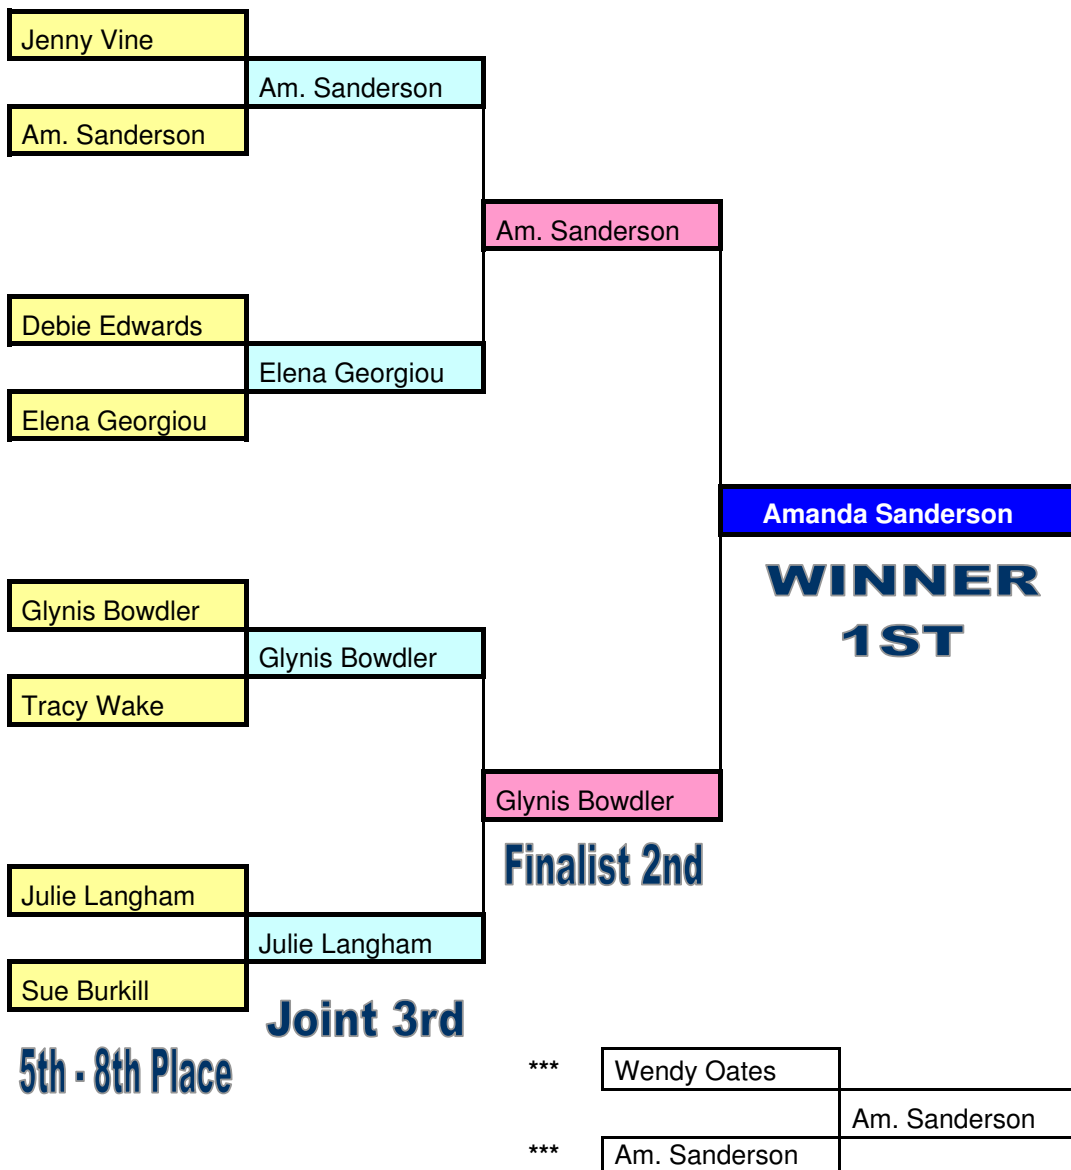 Jenny Vine
Am. Sanderson
Am. Sanderson
Am. Sanderson
Debie Edwards
Elena Georgiou
Elena Georgiou
Amanda Sanderson
WINNER
1ST
Glynis Bowdler
Glynis Bowdler
Tracy Wake
Glynis Bowdler
Finalist 2nd
Julie Langham
Julie Langham
Sue Burkill
Joint 3rd
5th - 8th Place
*** Wendy Oates
Am. Sanderson
*** Am. Sanderson